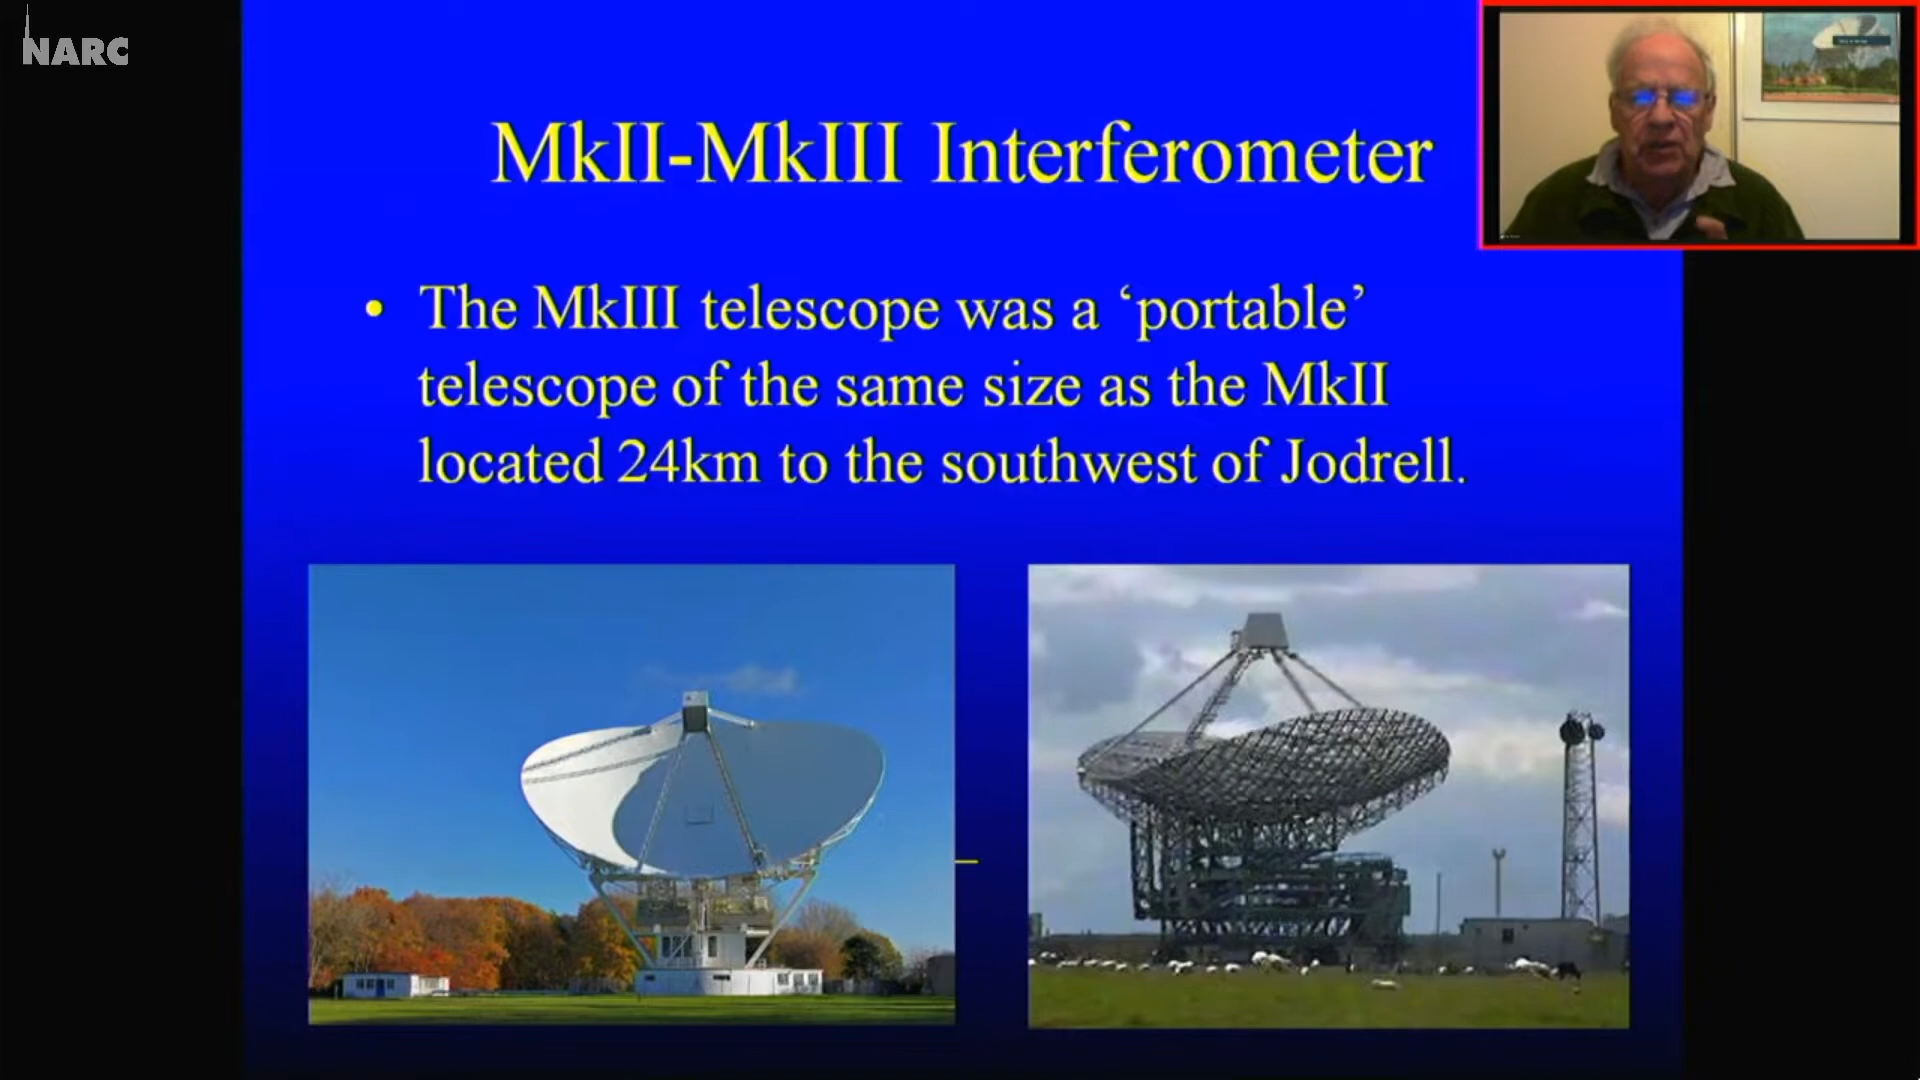 NARC
MkII-MkIII Interferometer
• The MkIII telescope was a ‘portable’
telescope of the same size as the MkII
located 24km to the southwest of Jodrell.